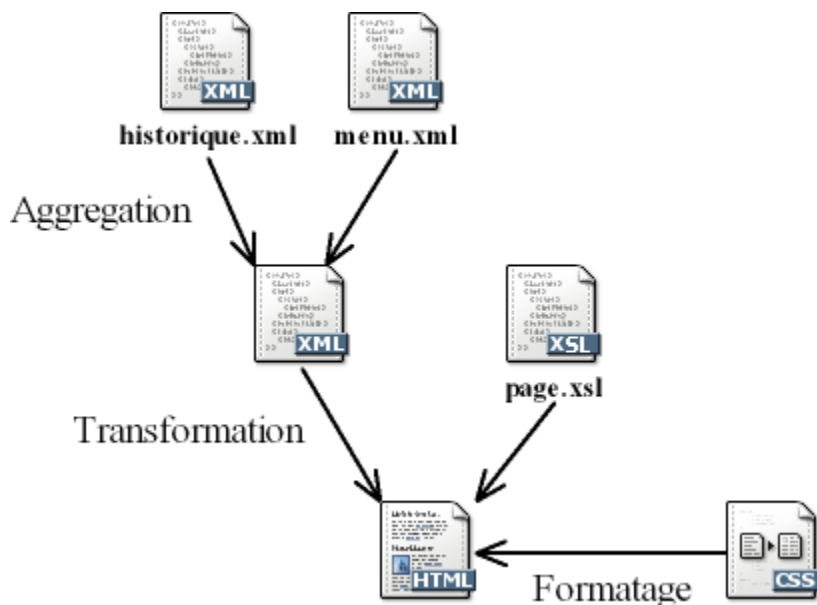 XML
XML
historique.xml
menu.xml
Aggregation
XML
XSL
page.xsl
Transformation
HTML
CSS
Formatage